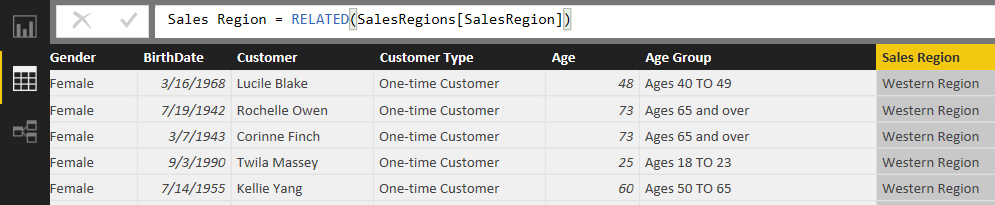 Sales Region = RELATED(SalesRegions[SalesRegion])
Gender BirthDate Customer Customer Type Age Age Group Sales Region
Female 3/16/1968 Lucile Blake One-time Customer 48 Ages 40 TO 49 Western Region
Female 7/19/1942 Rochelle Owen One-time Customer 73 Ages 65 and over Western Region
Female 3/7/1943 Corinne Finch One-time Customer 73 Ages 65 and over Western Region
Female 9/3/1990 Twila Massey One-time Customer 25 Ages 18 TO 23 Western Region
Female 7/14/1955 Kellie Yang One-time Customer 60 Ages 50 TO 65 Western Region